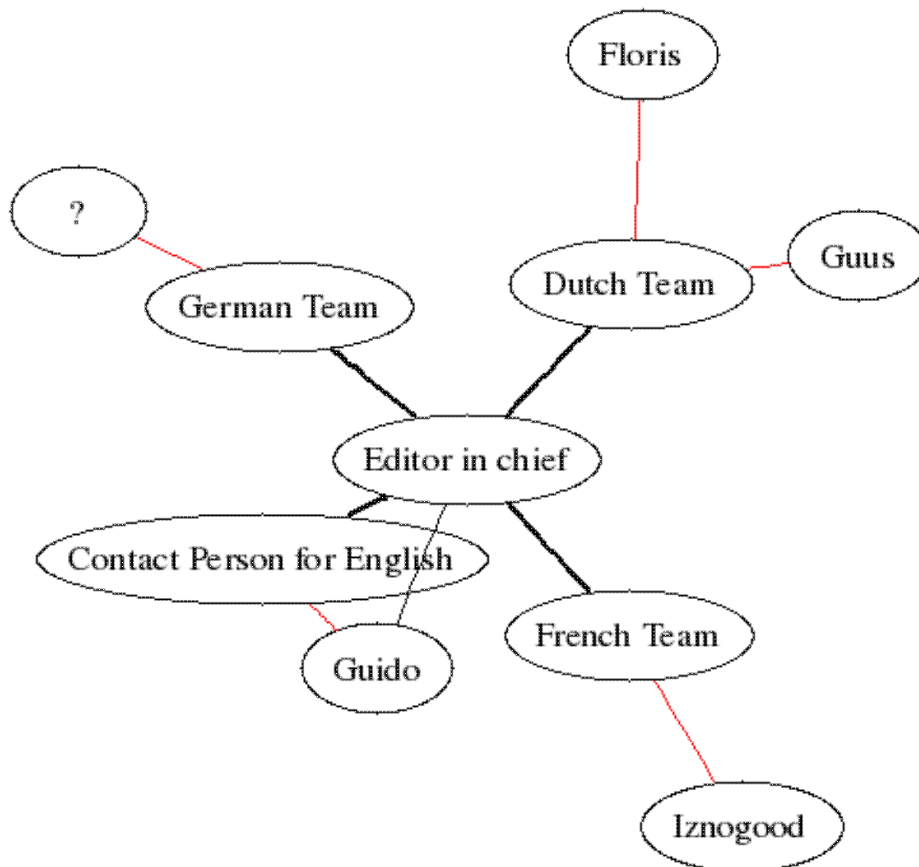 Floris
?
Guus
Dutch Team
German Team
Editor in chief
Contact Person for English
French Team
Guido
Iznogood